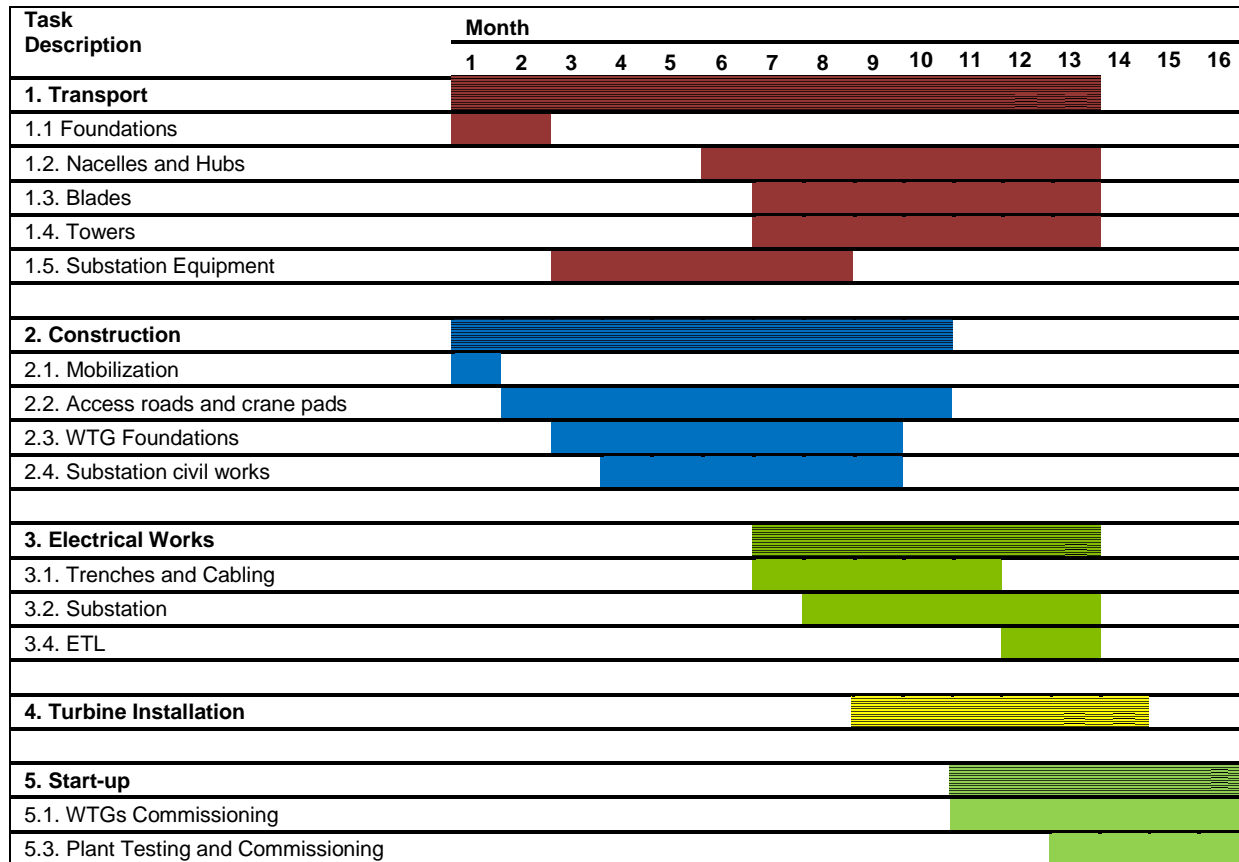 Task
Description
Month
1 2 3 4 5 6 7 8 9 10 11 12 13 14 15 16
1. Transport
1.1 Foundations
1.2. Nacelles and Hubs
1.3. Blades
1.4. Towers
1.5. Substation Equipment
2. Construction
2.1. Mobilization
2.2. Access roads and crane pads
2.3. WTG Foundations
2.4. Substation civil works
3. Electrical Works
3.1. Trenches and Cabling
3.2. Substation
3.4. ETL
4. Turbine Installation
5. Start-up
5.1. WTGs Commissioning
5.3. Plant Testing and Commissioning